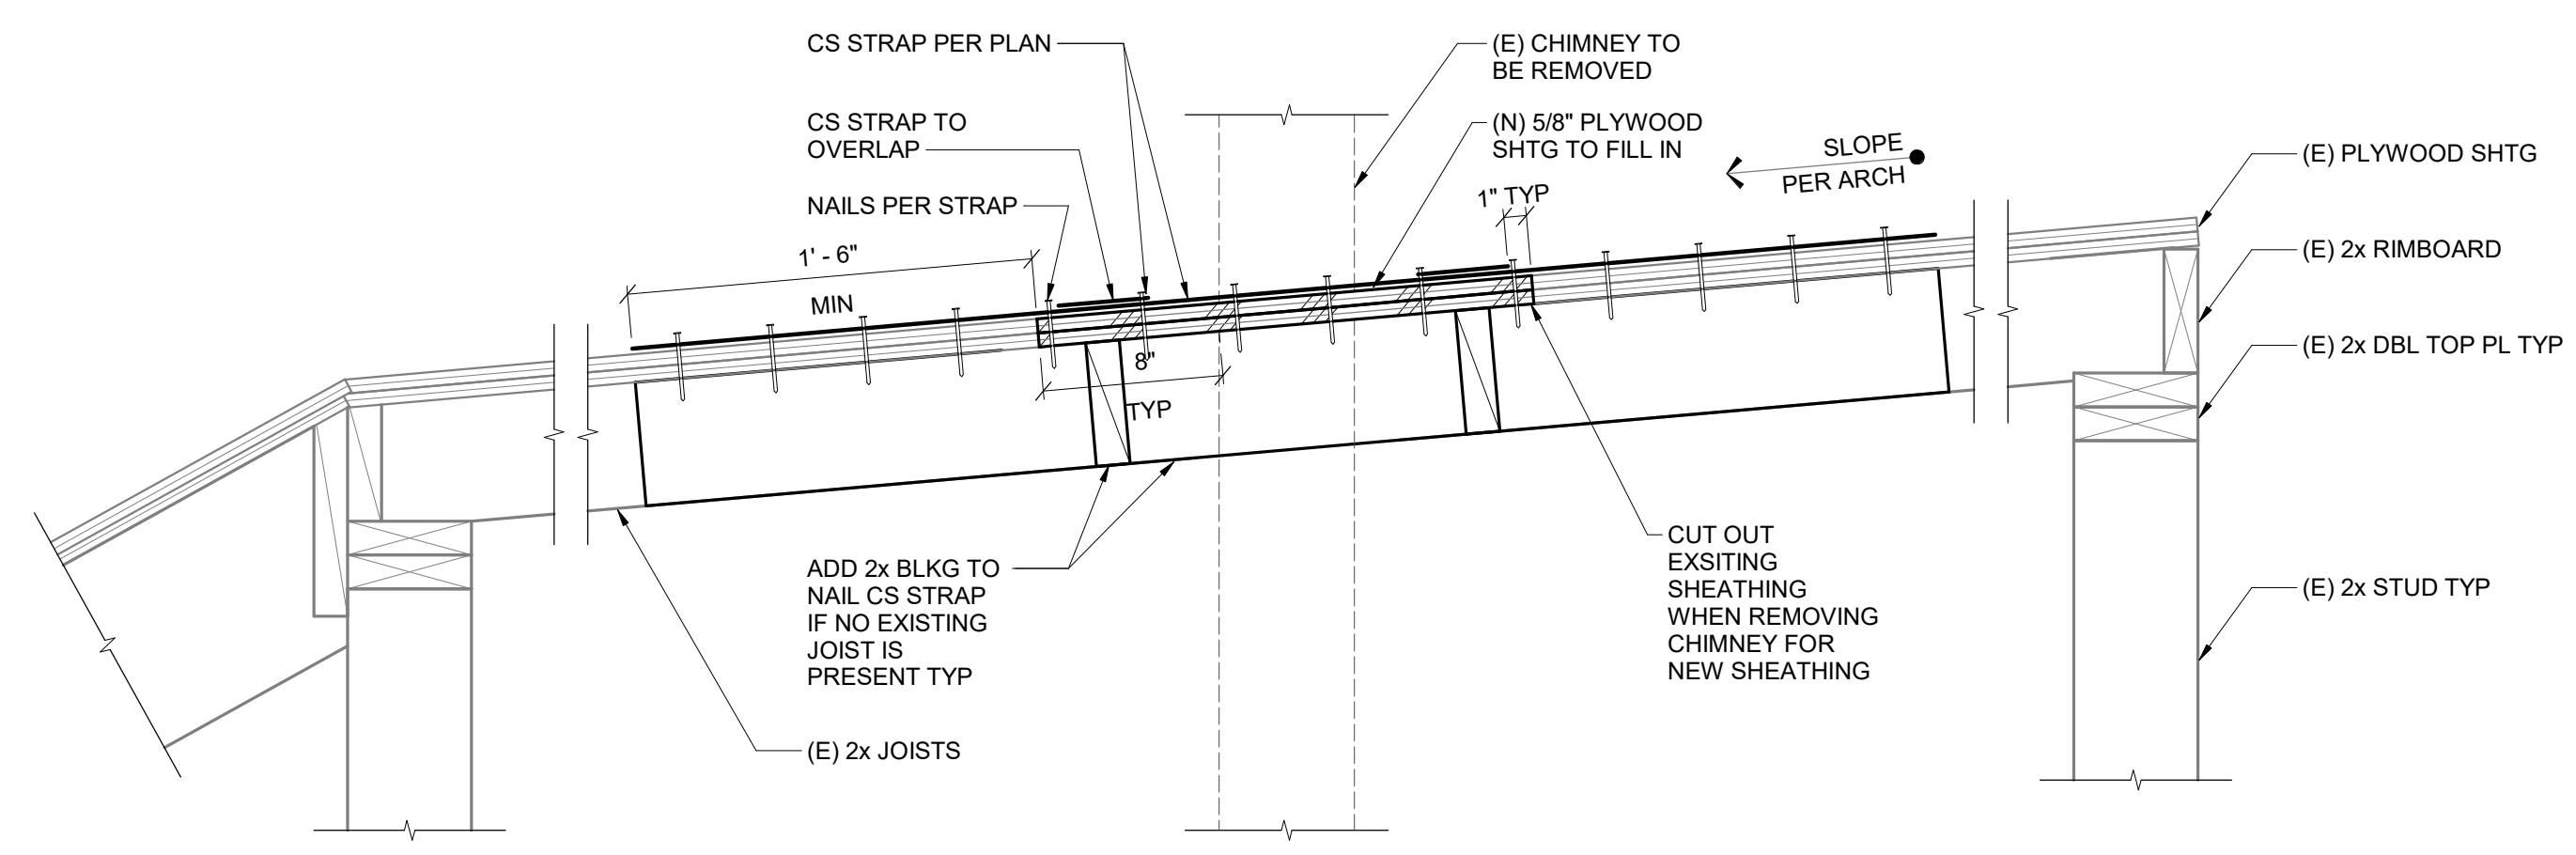 CS STRAP PER PLAN
CS STRAP TO
OVERLAP
NAILS PER STRAP
1' - 6"
MIN
(E) CHIMNEY TO
BE REMOVED
(N) 5/8" PLYWOOD
SHTG TO FILL IN
1" TYP
SLOPE
PER ARCH
(E) PLYWOOD SHTG
(E) 2x RIMBOARD
(E) 2x DBL TOP PL TYP
(E) 2x STUD TYP
8"
TYP
ADD 2x BLKG TO
NAIL CS STRAP
IF NO EXISTING
JOIST IS
PRESENT TYP
(E) 2x JOISTS
CUT OUT
EXSITING
SHEATHING
WHEN REMOVING
CHIMNEY FOR
NEW SHEATHING